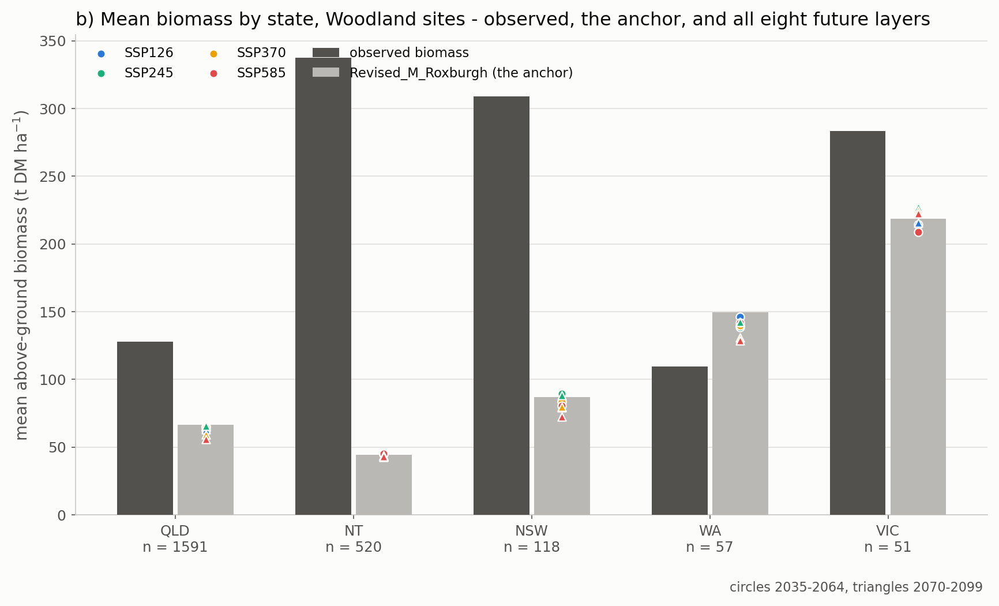 b) Mean biomass by state, Woodland sites - observed, the anchor, and all eight future layers
SSP126 SSP370 observed biomass
SSP245 SSP585 Revised_M_Roxburgh (the anchor)
mean above-ground biomass (t DM ha⁻¹)
350
300
250
200
150
100
50
0
QLD NT NSW WA VIC
n = 1591 n = 520 n = 118 n = 57 n = 51
circles 2035-2064, triangles 2070-2099